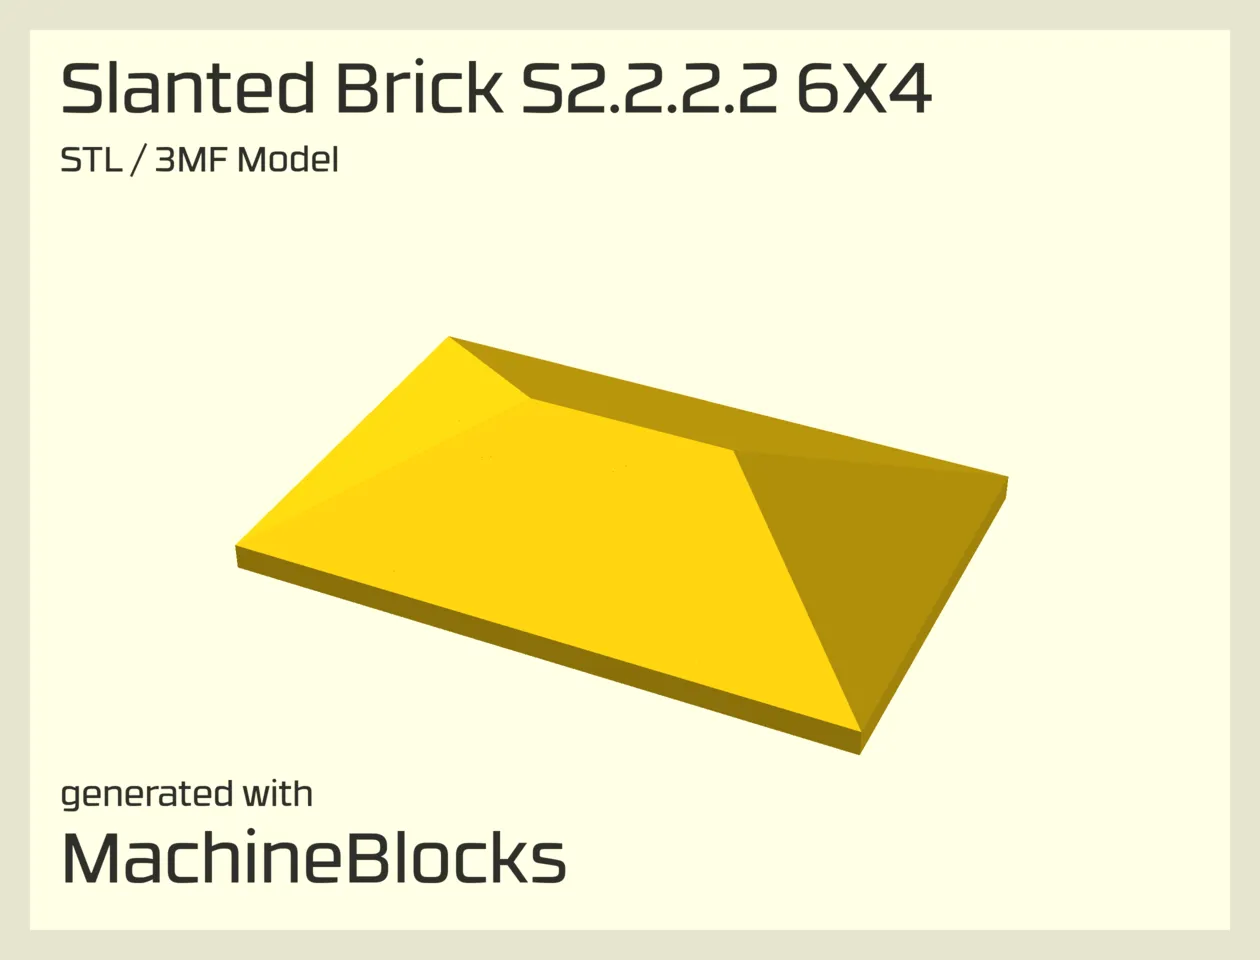 Slanted Brick S2.2.2.2 6X4
STL / 3MF Model
generated with
MachineBlocks